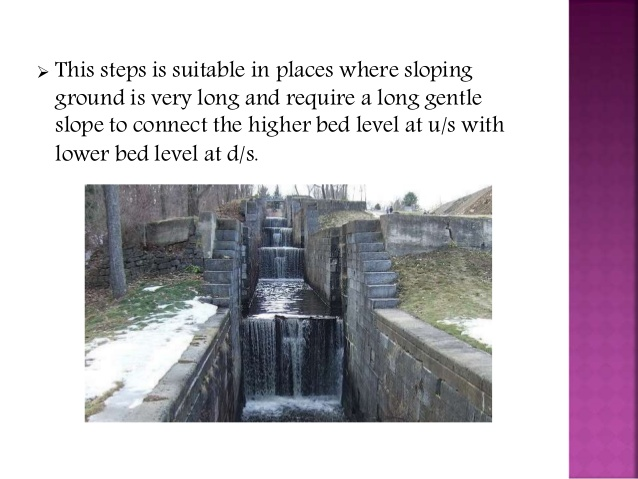 ➢ This steps is suitable in places where sloping
ground is very long and require a long gentle
slope to connect the higher bed level at u/s with
lower bed level at d/s.